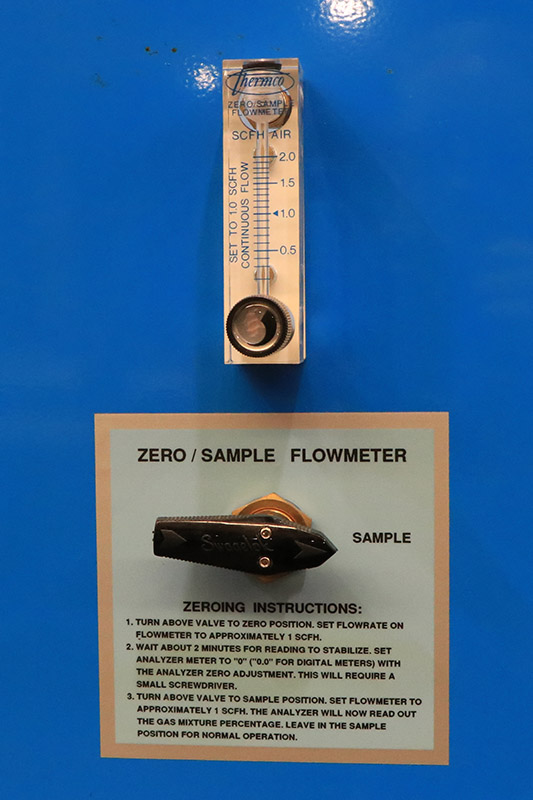 Thermco
ZERO/SAMPLE
FLOWMETER
SCFH AIR
2.0
1.5
1.0
0.5
SET TO 1.0 SCFH
CONTINUOUS FLOW
ZERO / SAMPLE FLOWMETER
Swagelok
SAMPLE
ZEROING INSTRUCTIONS:
1. TURN ABOVE VALVE TO ZERO POSITION. SET FLOWRATE ON
FLOWMETER TO APPROXIMATELY 1 SCFH.
2. WAIT ABOUT 2 MINUTES FOR READING TO STABILIZE. SET
ANALYZER METER TO "0" ("0.0" FOR DIGITAL METERS) WITH
THE ANALYZER ZERO ADJUSTMENT. THIS WILL REQUIRE A
SMALL SCREWDRIVER.
3. TURN ABOVE VALVE TO SAMPLE POSITION. SET FLOWMETER TO
APPROXIMATELY 1 SCFH. THE ANALYZER WILL NOW READ OUT
THE GAS MIXTURE PERCENTAGE. LEAVE IN THE SAMPLE
POSITION FOR NORMAL OPERATION.